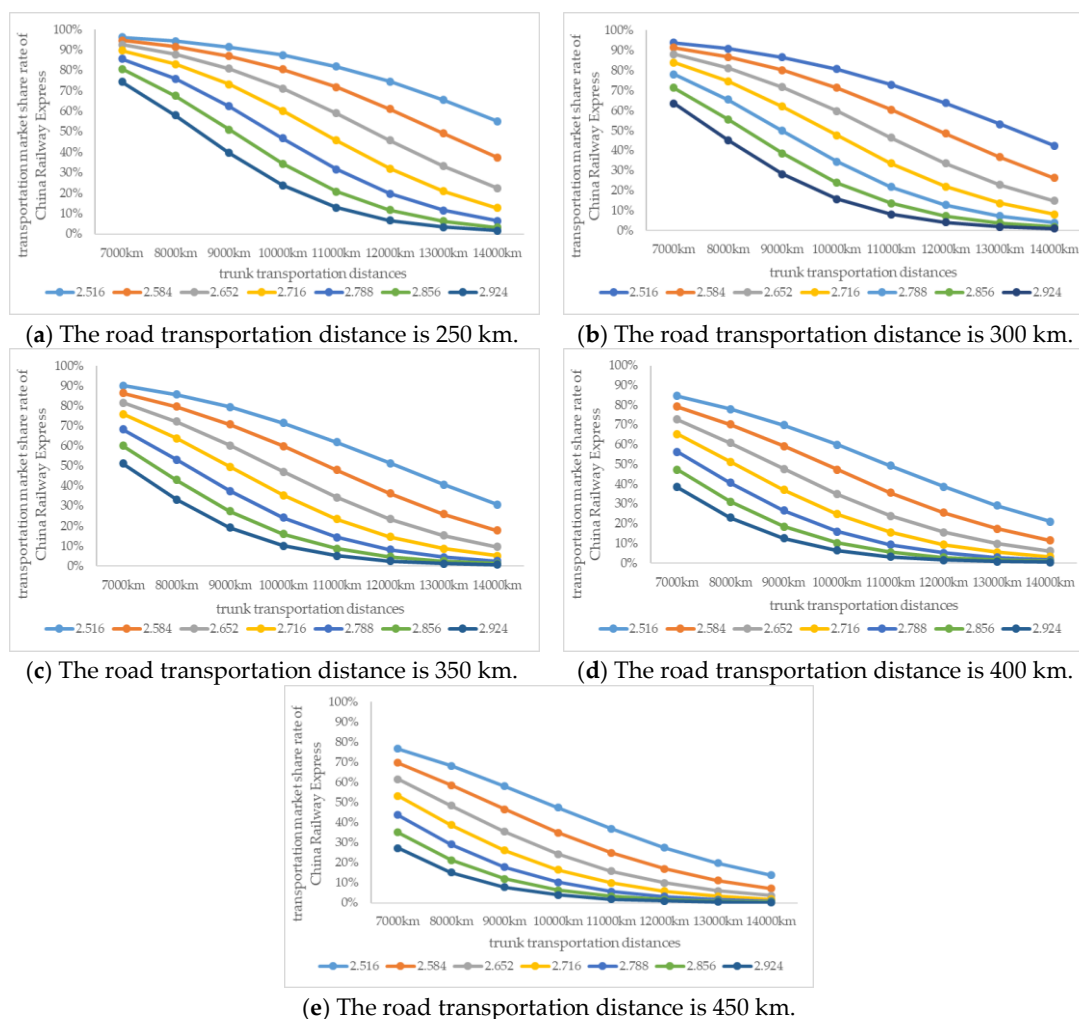 transportation market share rate of
China Railway Express
100%
90%
80%
70%
60%
50%
40%
30%
20%
10%
0%
7000km 8000km 9000km 10000km 11000km 12000km 13000km 14000km
trunk transportation distances
2.516 2.584 2.652 2.716 2.788 2.856 2.924
(a) The road transportation distance is 250 km.
transportation market share rate of
China Railway Express
100%
90%
80%
70%
60%
50%
40%
30%
20%
10%
0%
7000km 8000km 9000km 10000km 11000km 12000km 13000km 14000km
trunk transportation distances
2.516 2.584 2.652 2.716 2.788 2.856 2.924
(b) The road transportation distance is 300 km.
transportation market share rate of
China Railway Express
100%
90%
80%
70%
60%
50%
40%
30%
20%
10%
0%
7000km 8000km 9000km 10000km 11000km 12000km 13000km 14000km
trunk transportation distances
2.516 2.584 2.652 2.716 2.788 2.856 2.924
(c) The road transportation distance is 350 km.
transportation market share rate of
China Railway Express
100%
90%
80%
70%
60%
50%
40%
30%
20%
10%
0%
7000km 8000km 9000km 10000km 11000km 12000km 13000km 14000km
trunk transportation distances
2.516 2.584 2.652 2.716 2.788 2.856 2.924
(d) The road transportation distance is 400 km.
transportation market share rate of
China Railway Express
100%
90%
80%
70%
60%
50%
40%
30%
20%
10%
0%
7000km 8000km 9000km 10000km 11000km 12000km 13000km 14000km
trunk transportation distances
2.516 2.584 2.652 2.716 2.788 2.856 2.924
(e) The road transportation distance is 450 km.